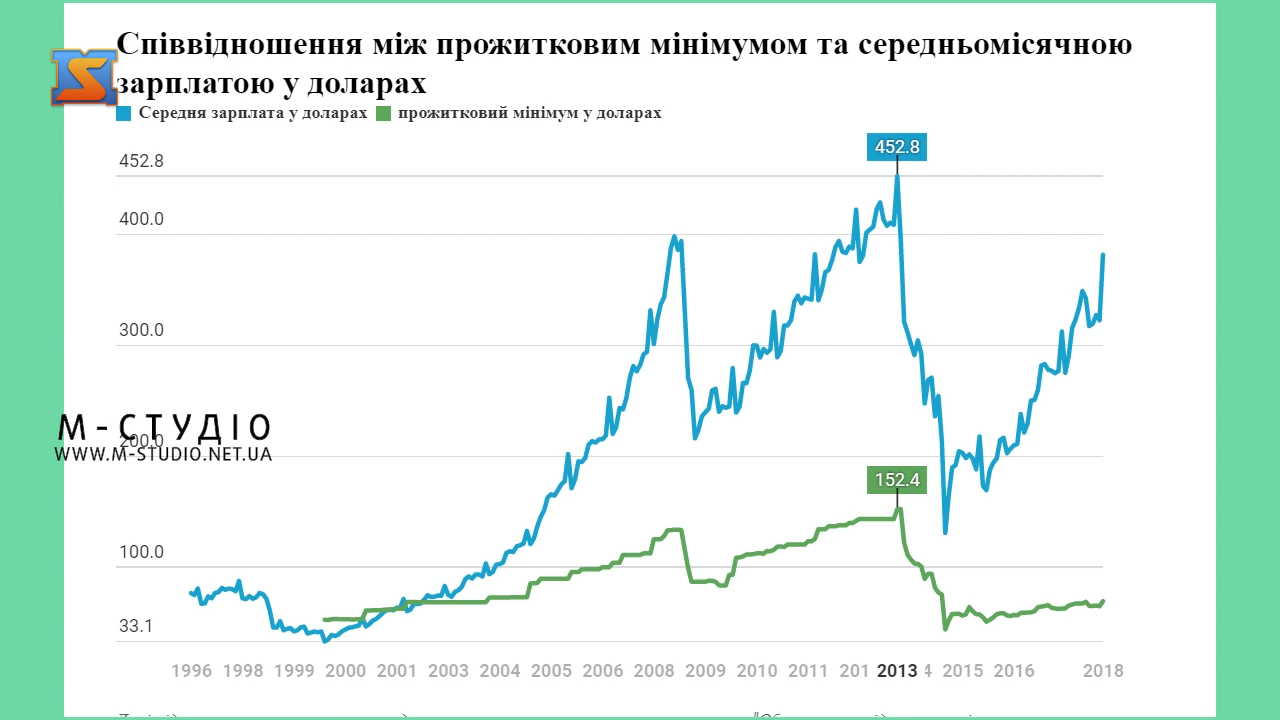 Співвідношення між прожитковим мінімумом та середньомісячною
зарплатою у доларах
Середня зарплата у доларах прожитковий мінімум у доларах
452.8
452.8
400.0
300.0
М-СТУДІО
200.0
WWW.M-STUDIO.NET.UA
152.4
100.0
33.1
1996 1998 1999 2000 2001 2003 2004 2005 2006 2008 2009 2010 2011 201 2013 4 2015 2016 2018